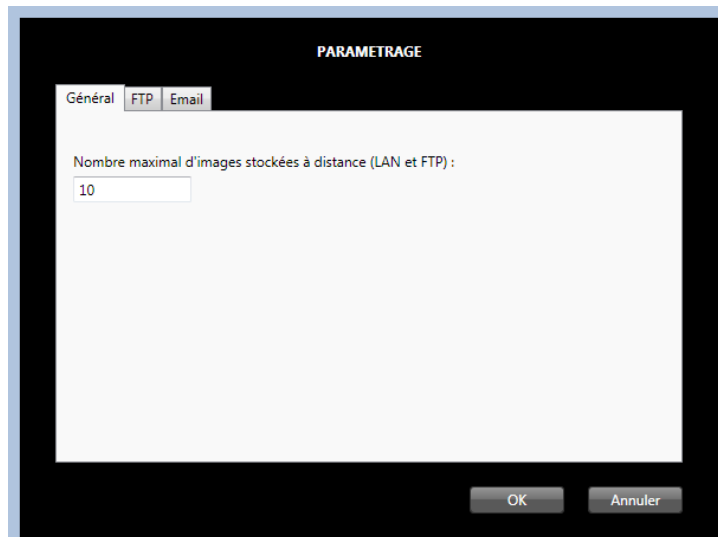 PARAMETRAGE
Général FTP Email
Nombre maximal d'images stockées à distance (LAN et FTP) :
10
OK Annuler